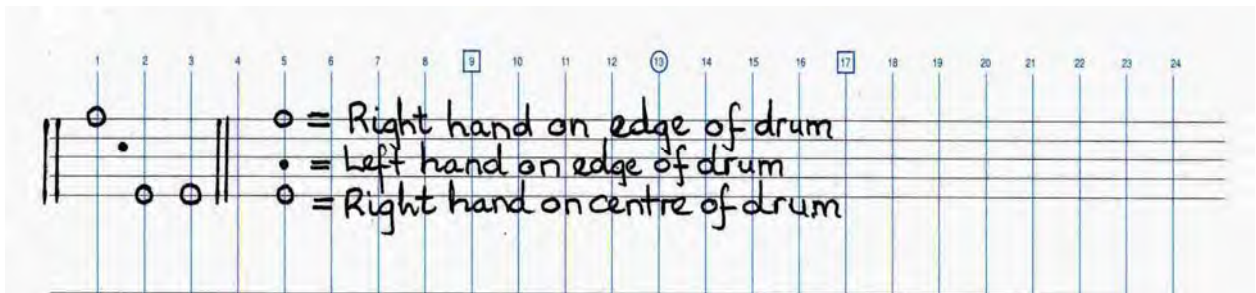 1 2 3 4 5 6 7 8 9 10 11 12 13 14 15 16 17 18 19 20 21 22 23 24
= Right hand on edge of drum
= Left hand on edge of drum
= Right hand on centre of drum